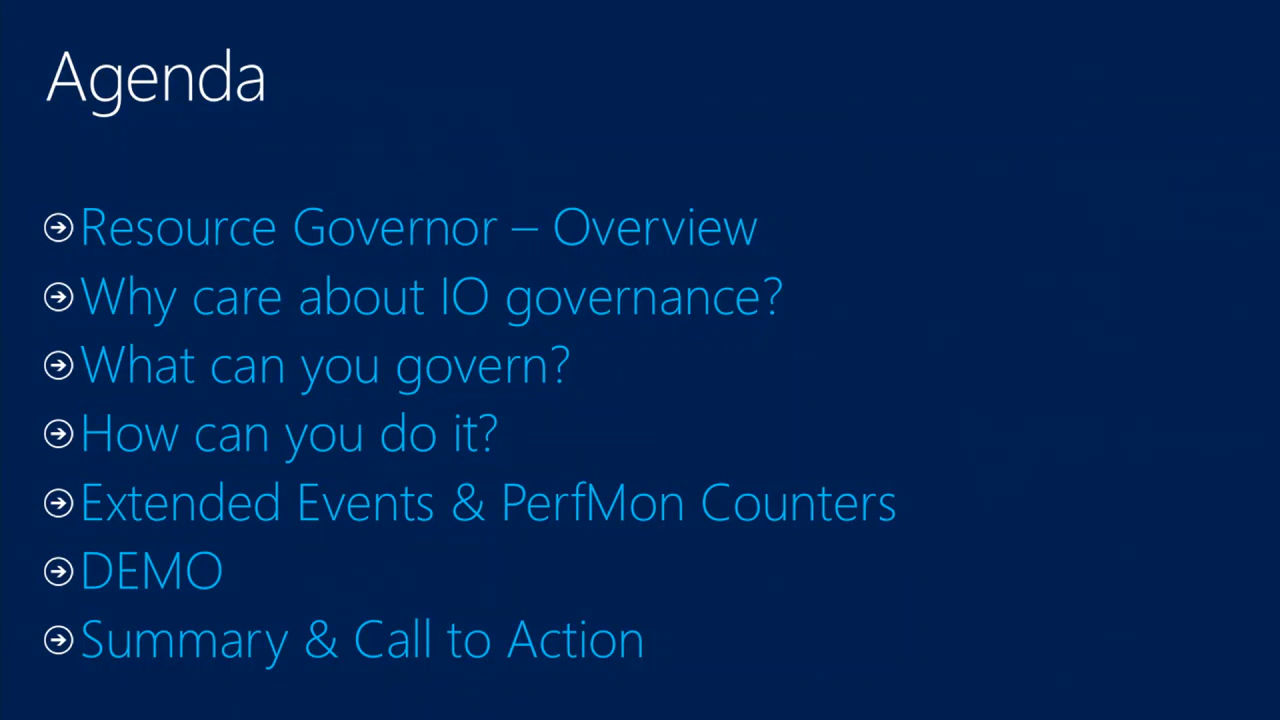 Agenda
Resource Governor – Overview
Why care about IO governance?
What can you govern?
How can you do it?
Extended Events & PerfMon Counters
DEMO
Summary & Call to Action